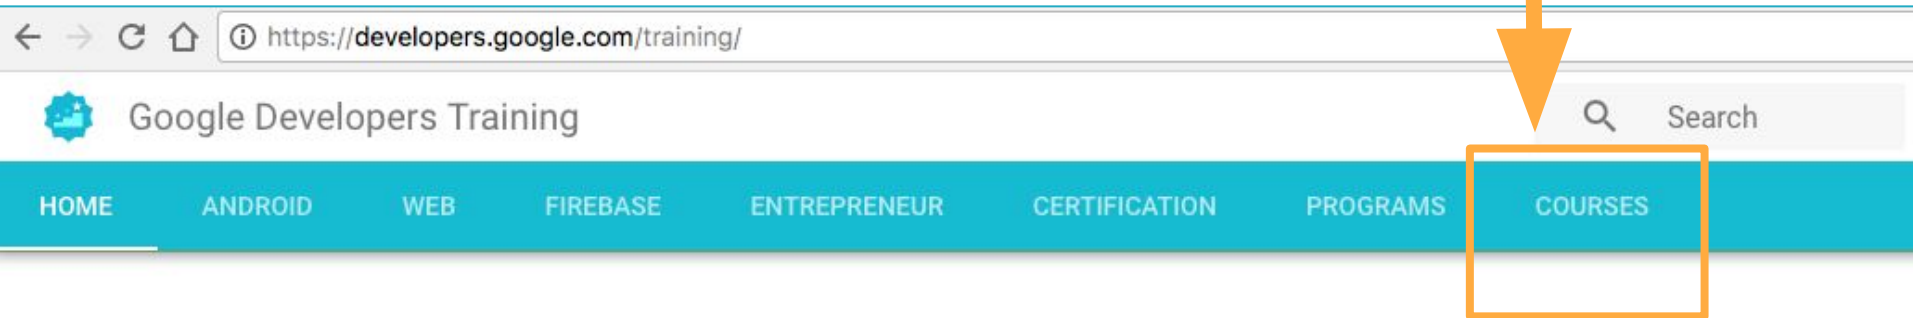 https://developers.google.com/training/
Google Developers Training
Search
HOME ANDROID WEB FIREBASE ENTREPRENEUR CERTIFICATION PROGRAMS COURSES